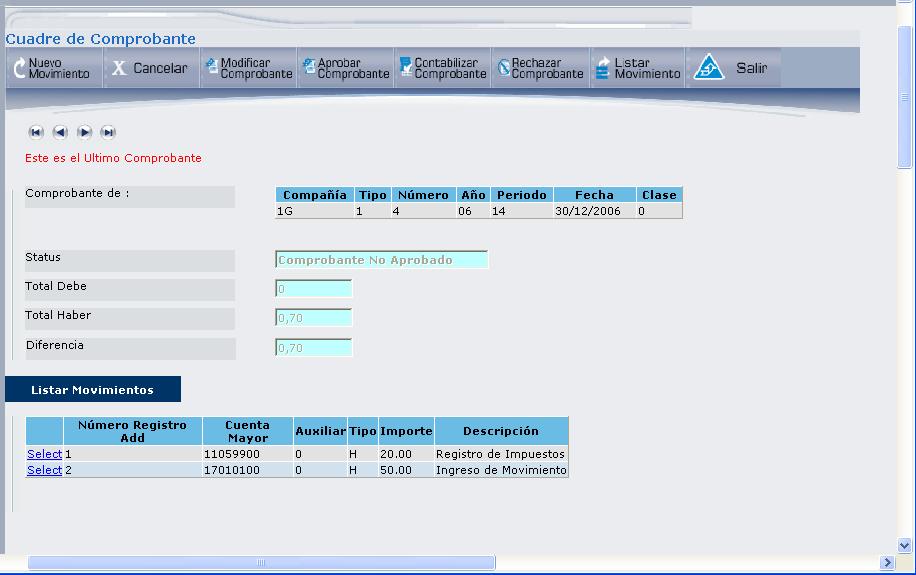 Cuadre de Comprobante
Nuevo Movimiento
X Cancelar
Modificar Comprobante
Aprobar Comprobante
Contabilizar Comprobante
Rechazar Comprobante
Listar Movimiento
Salir
Este es el Ultimo Comprobante
Comprobante de :
Compañía Tipo Número Año Periodo Fecha Clase
1G 1 4 06 14 30/12/2006 0
Status Comprobante No Aprobado
Total Debe 0
Total Haber 0,70
Diferencia 0,70
Listar Movimientos
Número Registro Add Cuenta Mayor Auxiliar Tipo Importe Descripción
Select 1 11059900 0 H 20.00 Registro de Impuestos
Select 2 17010100 0 H 50.00 Ingreso de Movimiento